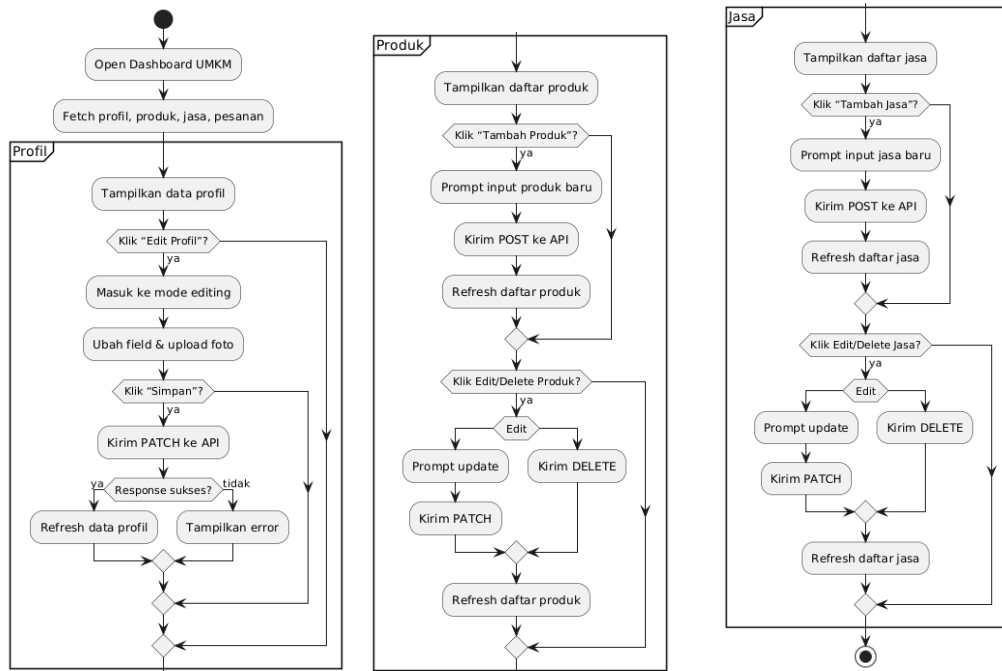 Open Dashboard UMKM
Fetch profil, produk, jasa, pesanan
Profil
Tampilkan data profil
Klik “Edit Profil”?
ya
Masuk ke mode editing
Ubah field & upload foto
Klik “Simpan”?
ya
Kirim PATCH ke API
ya
Response sukses?
tidak
Refresh data profil
Tampilkan error
Produk
Tampilkan daftar produk
Klik “Tambah Produk”?
ya
Prompt input produk baru
Kirim POST ke API
Refresh daftar produk
Klik Edit/Delete Produk?
ya
Edit
Prompt update
Kirim DELETE
Kirim PATCH
Refresh daftar produk
Jasa
Tampilkan daftar jasa
Klik “Tambah Jasa”?
ya
Prompt input jasa baru
Kirim POST ke API
Refresh daftar jasa
Klik Edit/Delete Jasa?
ya
Edit
Prompt update
Kirim DELETE
Kirim PATCH
Refresh daftar jasa